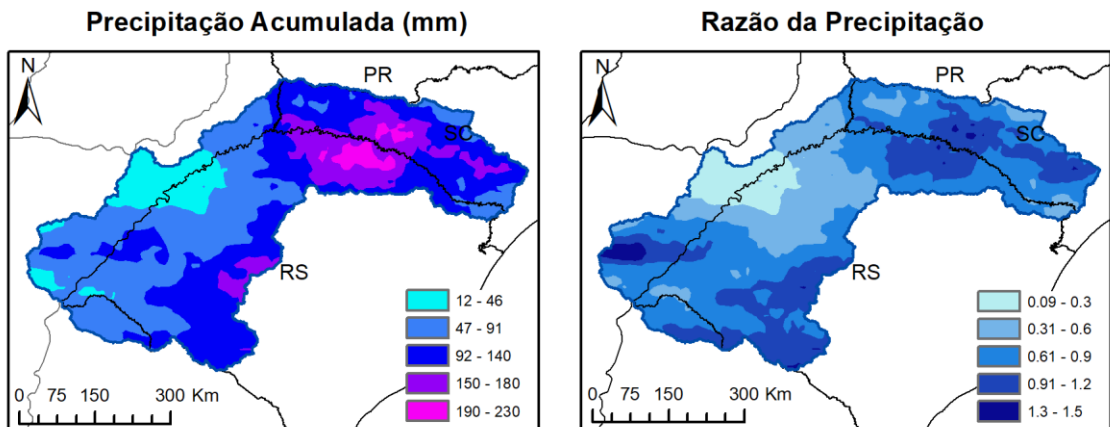 Precipitação Acumulada (mm)
N
PR
SC
RS
12 - 46
47 - 91
92 - 140
150 - 180
190 - 230
0 75 150 300 Km
Razão da Precipitação
N
PR
SC
RS
0.09 - 0.3
0.31 - 0.6
0.61 - 0.9
0.91 - 1.2
1.3 - 1.5
0 75 150 300 Km